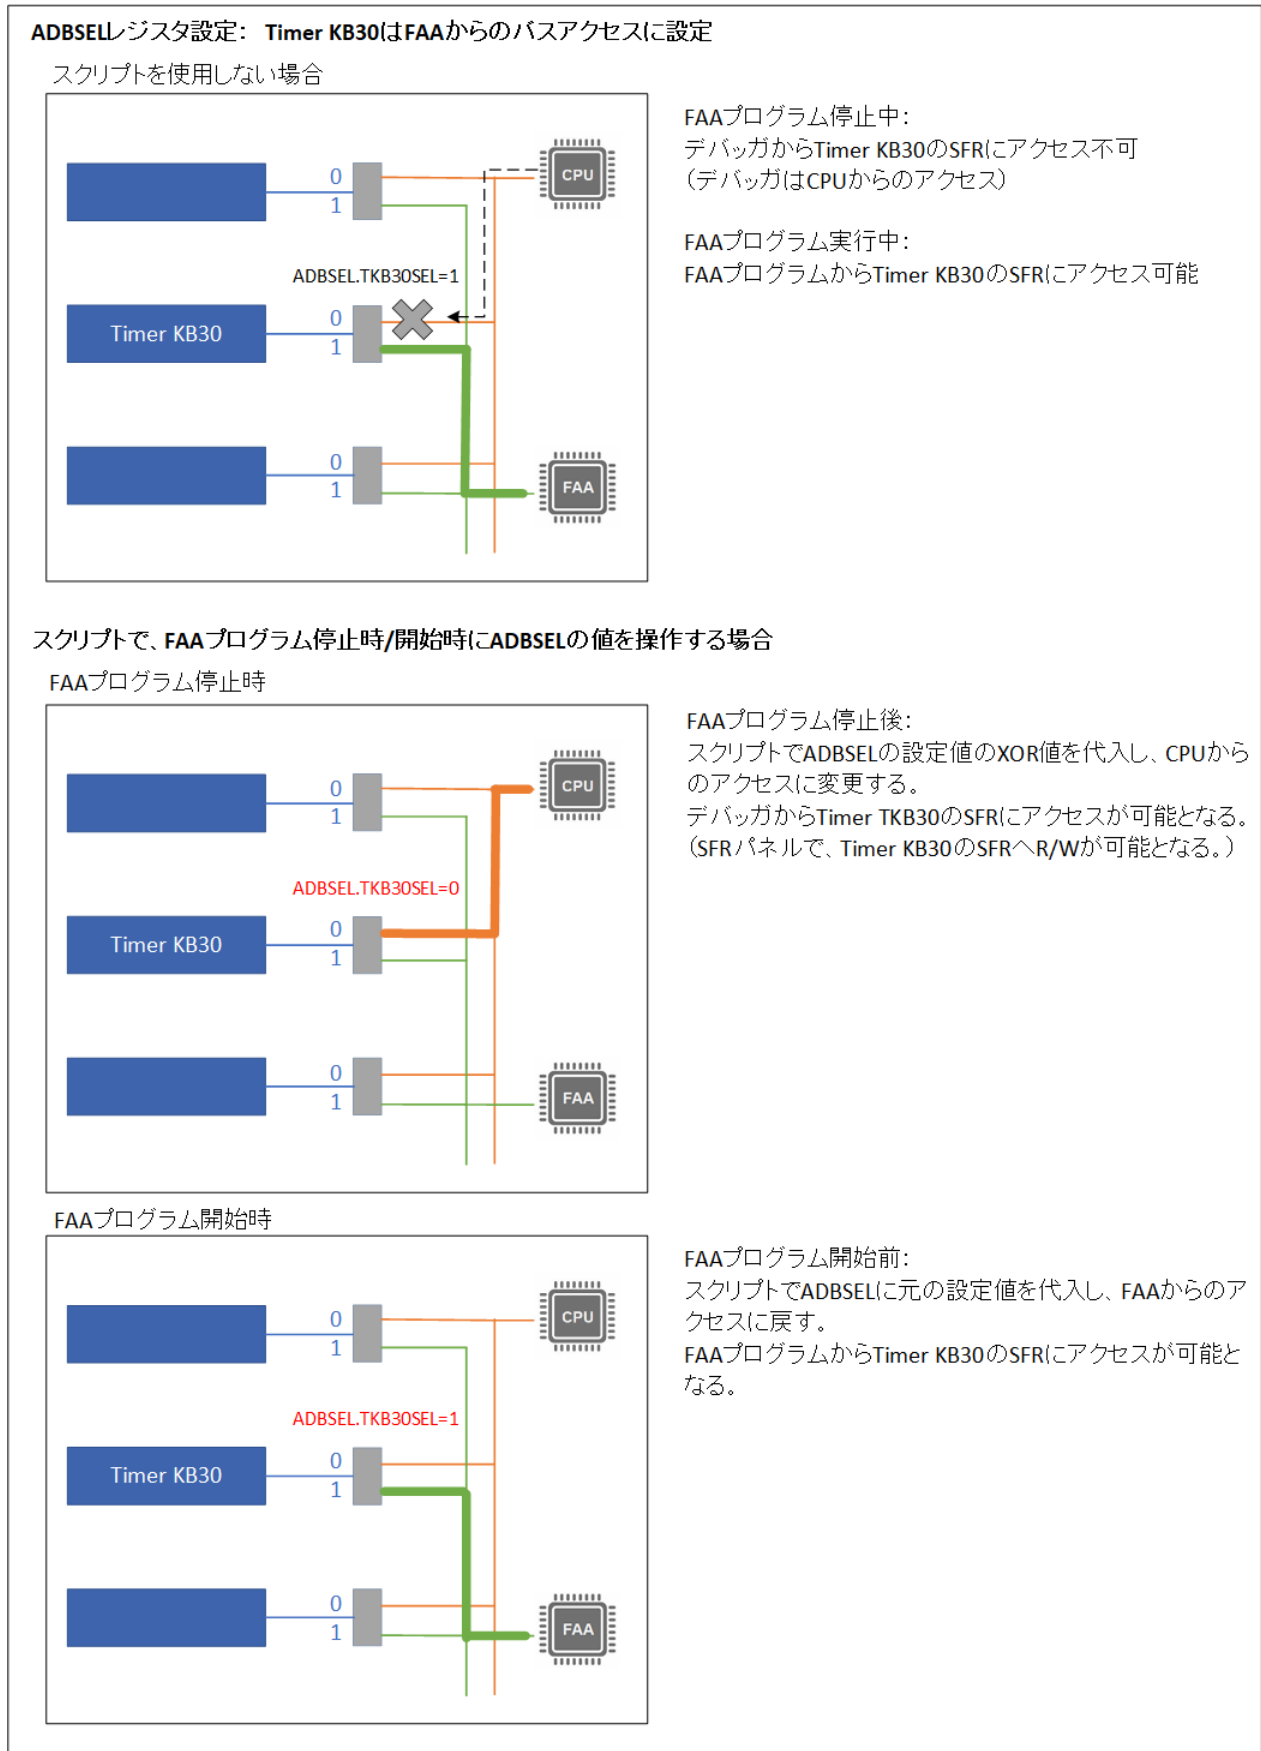 ADBSELレジスタ設定： Timer KB30はFAAからのバスアクセスに設定
スクリプトを使用しない場合
FAAプログラム停止中：
デバッガからTimer KB30のSFRにアクセス不可
（デバッガはCPUからのアクセス）
FAAプログラム実行中：
FAAプログラムからTimer KB30のSFRにアクセス可能
0
1
CPU
ADBSEL.TKB30SEL=1
Timer KB30
0
1
0
1
FAA
スクリプトで、FAAプログラム停止時/開始時にADBSELの値を操作する場合
FAAプログラム停止時
FAAプログラム停止後：
スクリプトでADBSELの設定値のXOR値を代入し、CPUから
のアクセスに変更する。
デバッガからTimer TKB30のSFRにアクセスが可能となる。
（SFRパネルで、Timer KB30のSFRへR/Wが可能となる。）
0
1
CPU
ADBSEL.TKB30SEL=0
Timer KB30
0
1
0
1
FAA
FAAプログラム開始時
FAAプログラム開始前：
スクリプトでADBSELに元の設定値を代入し、FAAからのア
クセスに戻す。
FAAプログラムからTimer KB30のSFRにアクセスが可能と
なる。
0
1
CPU
ADBSEL.TKB30SEL=1
Timer KB30
0
1
0
1
FAA